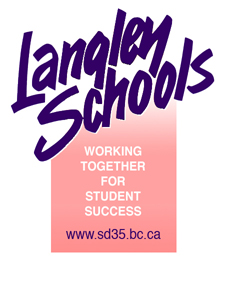 Langley
Schools
WORKING
TOGETHER
FOR
STUDENT
SUCCESS
www.sd35.bc.ca